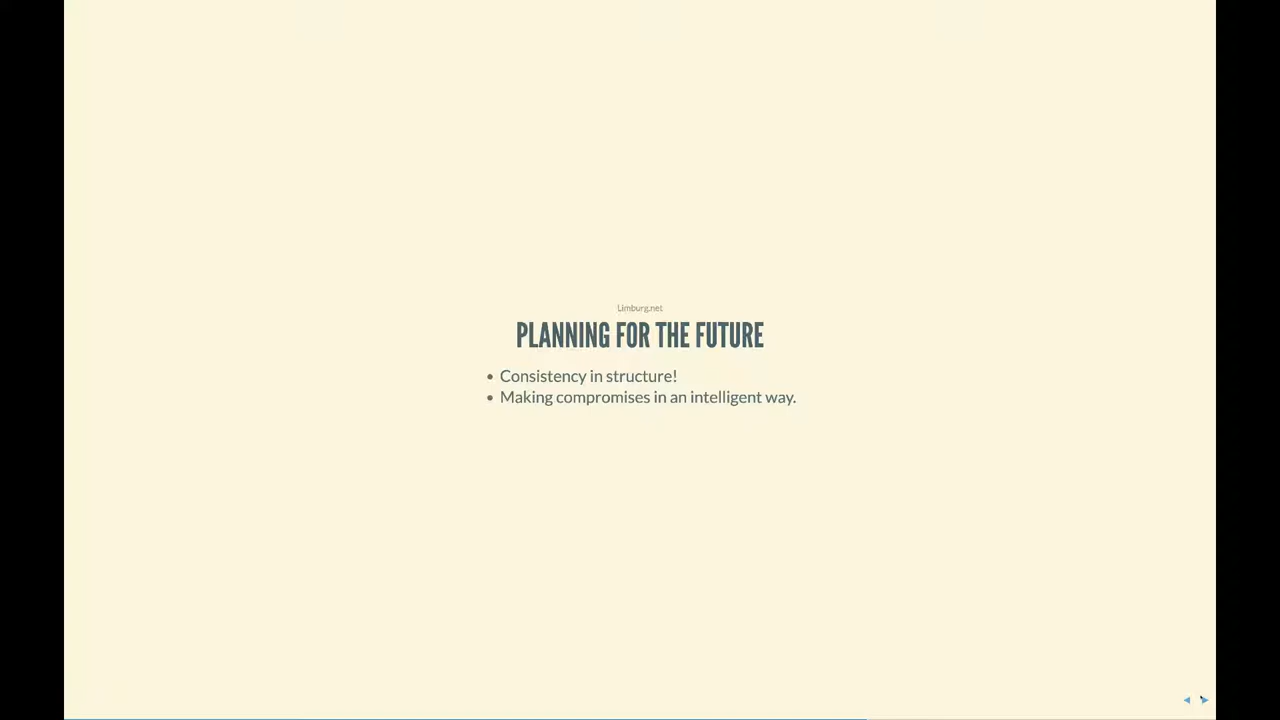 Limburg.net
PLANNING FOR THE FUTURE
• Consistency in structure!
• Making compromises in an intelligent way.